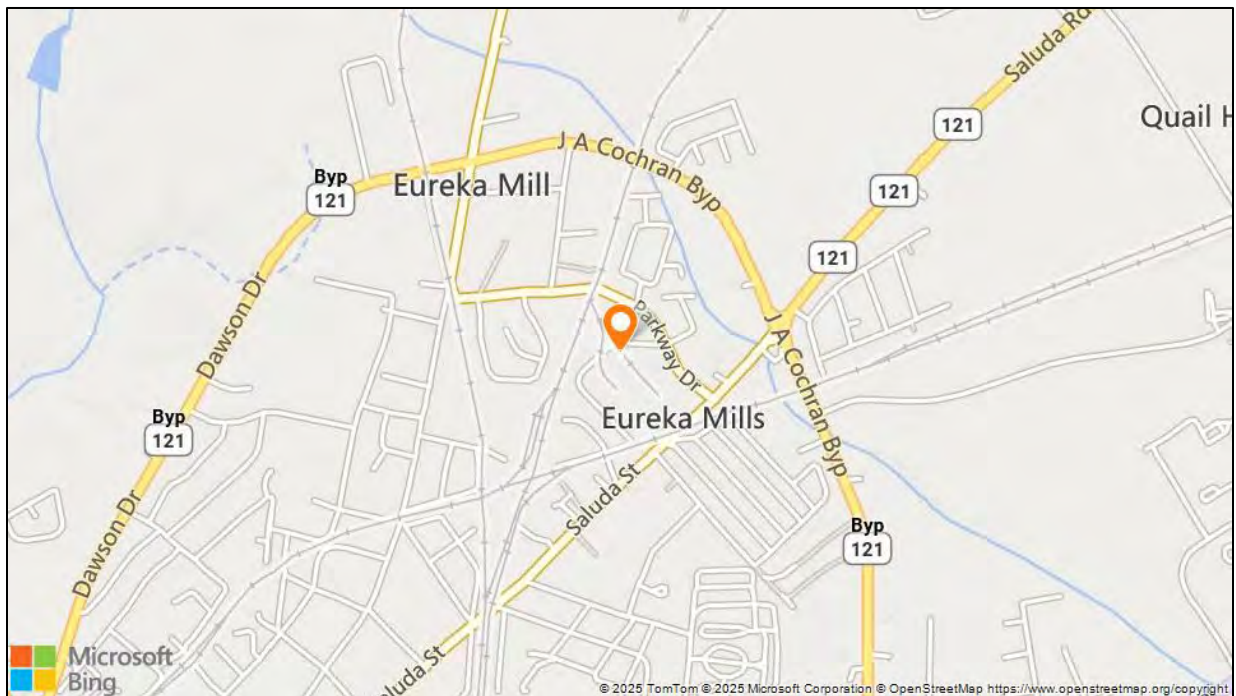 Saluda Rd
121
Quail H
J A Cochran Byp
Byp
121
Eureka Mill
121
121
Dawson Dr
Parkway Dr
J A Cochran Byp
Byp
121
Eureka Mills
Saluda St
Byp
121
Dawson Dr
Saluda St
Microsoft
Bing
© 2025 TomTom © 2025 Microsoft Corporation © OpenStreetMap https://www.openstreetmap.org/copyright